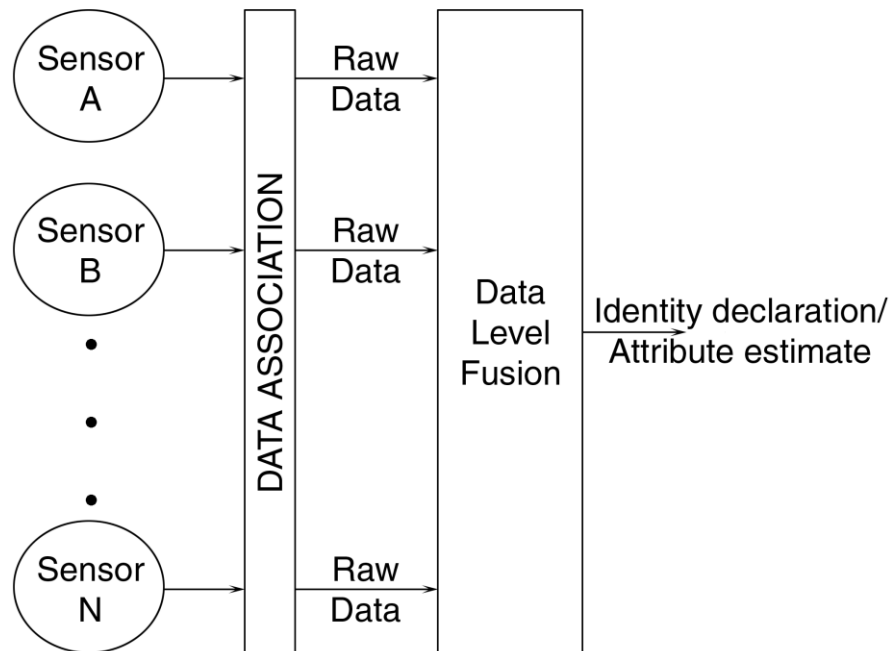 Sensor
A
Raw
Data
Sensor
B
Raw
Data
DATA ASSOCIATION
Data
Level
Fusion
Identity declaration/
Attribute estimate
Sensor
N
Raw
Data